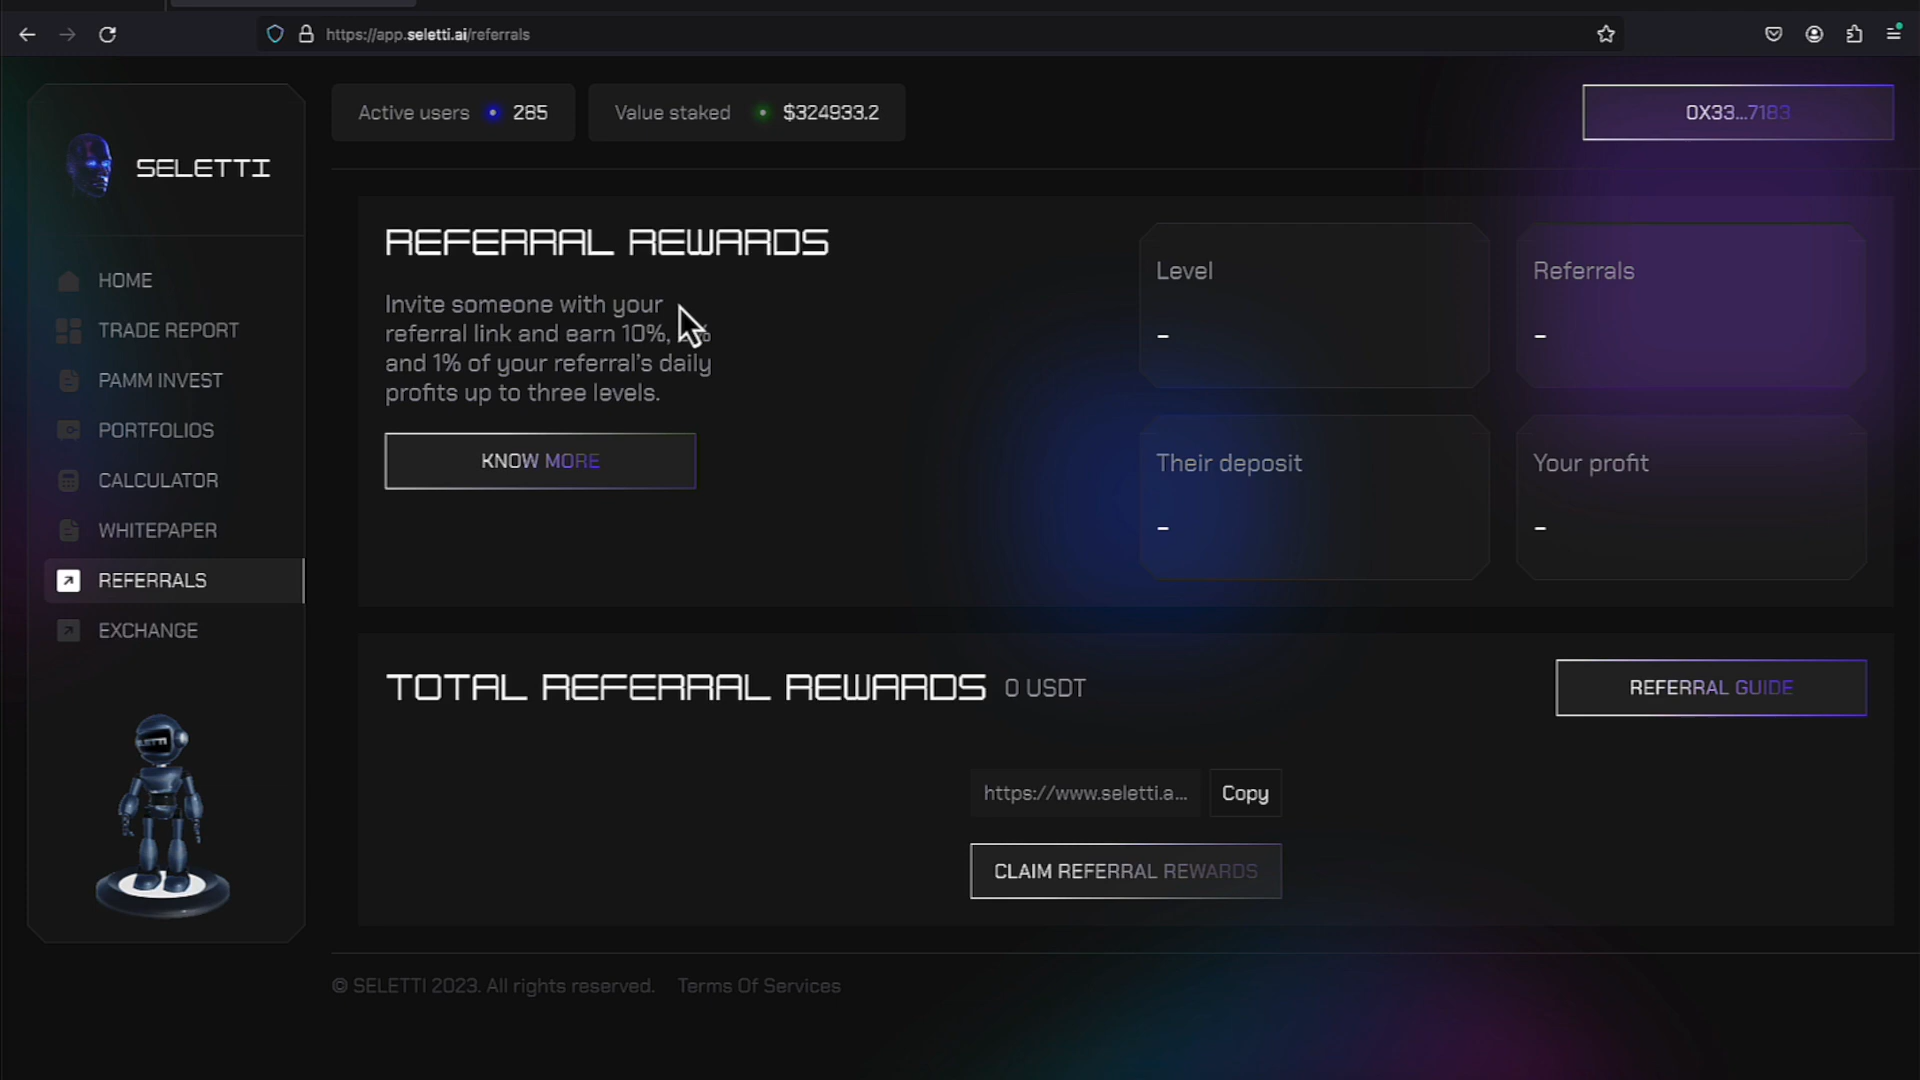 https://app.seletti.ai/referrals
Active users 285
Value staked $324933.2
0X33...7183
SELETTI
HOME
TRADE REPORT
PAMM INVEST
PORTFOLIOS
CALCULATOR
WHITEPAPER
REFERRALS
EXCHANGE
REFERRAL REWARDS
Invite someone with your
referral link and earn 10%,
and 1% of your referral's daily
profits up to three levels.
KNOW MORE
Level
-
Referrals
-
Their deposit
-
Your profit
-
TOTAL REFERRAL REWARDS 0 USDT
REFERRAL GUIDE
https://www.seletti.a...
Copy
CLAIM REFERRAL REWARDS
© SELETTI 2023. All rights reserved. Terms Of Services